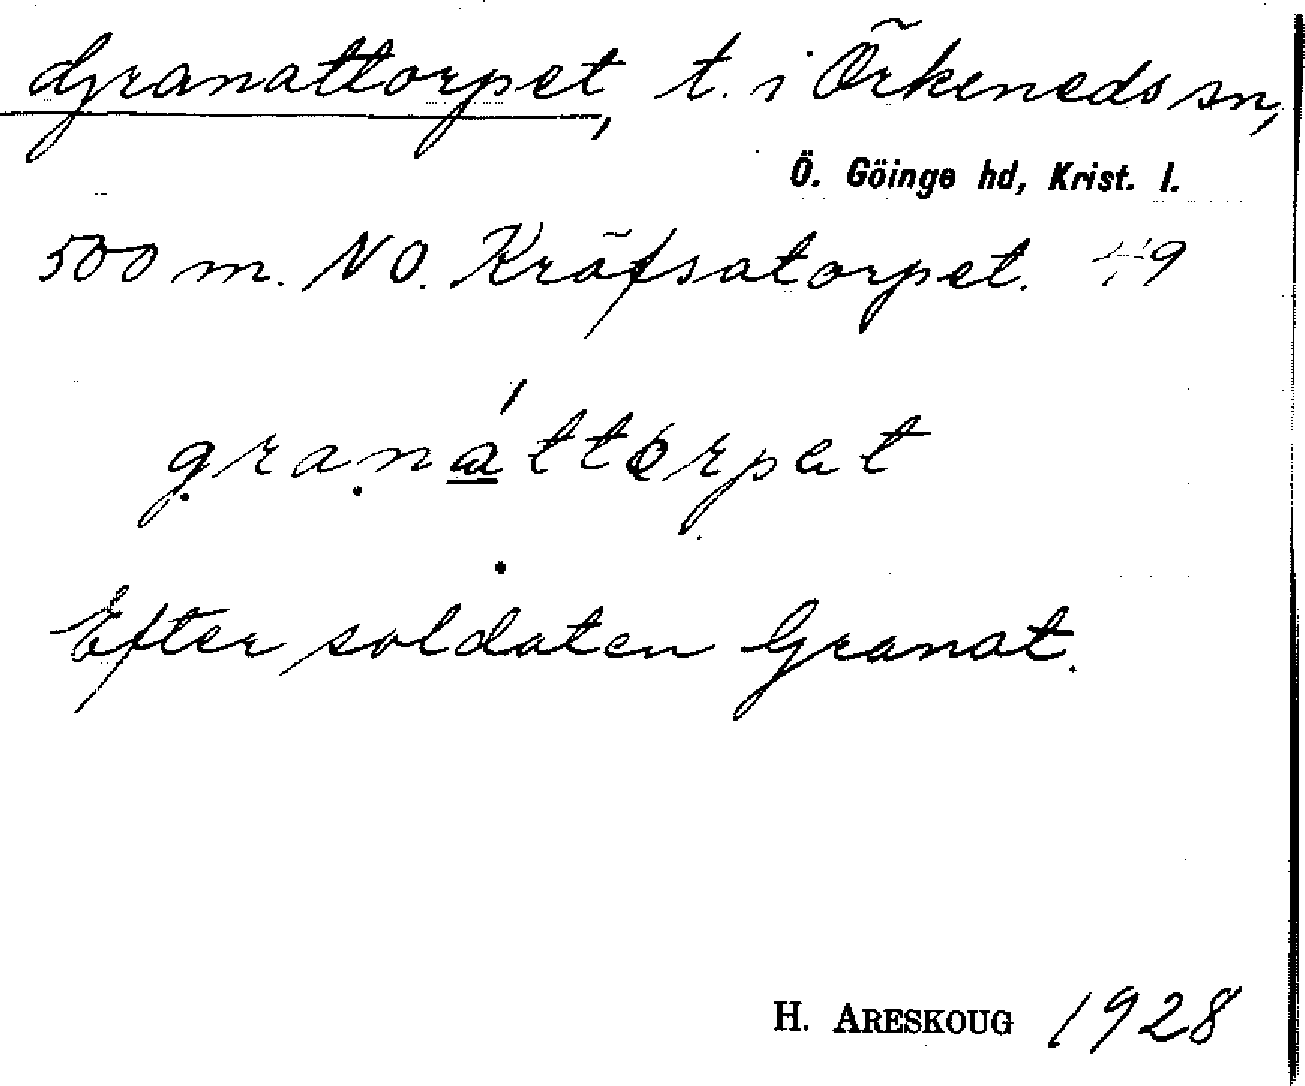 Granattorpet, t. i Örkeneds sn,
Ö. Göinge hd, Krist. l.
500 m. NO. Kräfsatorpet. 49
granáttorpet
Efter soldaten Granat.
H. ARESKOUG 1928